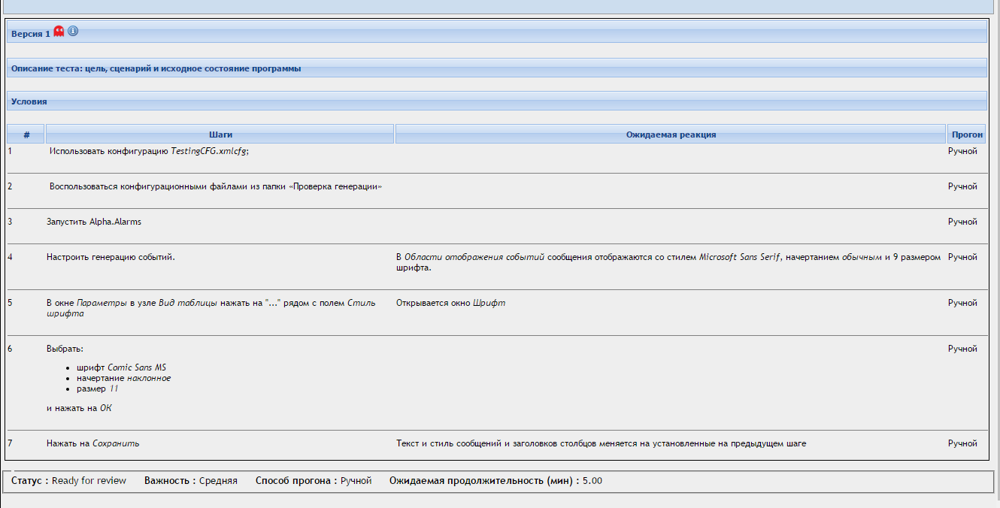 Версия 1
Описание теста: цель, сценарий и исходное состояние программы
Условия
# Шаги Ожидаемая реакция Прогон
1 Использовать конфигурацию TestingCFG.xmlcfg; Ручной
2 Воспользоваться конфигурационными файлами из папки «Проверка генерации» Ручной
3 Запустить Alpha.Alarms Ручной
4 Настроить генерацию событий. В Области отображения событий сообщения отображаются со стилем Microsoft Sans Serif, начертанием обычным и 9 размером Ручной
шрифта.
5 В окне Параметры в узле Вид таблицы нажать на "..." рядом с полем Стиль Открывается окно Шрифт Ручной
шрифта
6 Выбрать: Ручной
• шрифт Comic Sans MS
• начертание наклонное
• размер 11
и нажать на ОК
7 Нажать на Сохранить Текст и стиль сообщений и заголовков столбцов меняется на установленные на предыдущем шаге Ручной
Статус : Ready for review Важность : Средняя Способ прогона : Ручной Ожидаемая продолжительность (мин) : 5.00